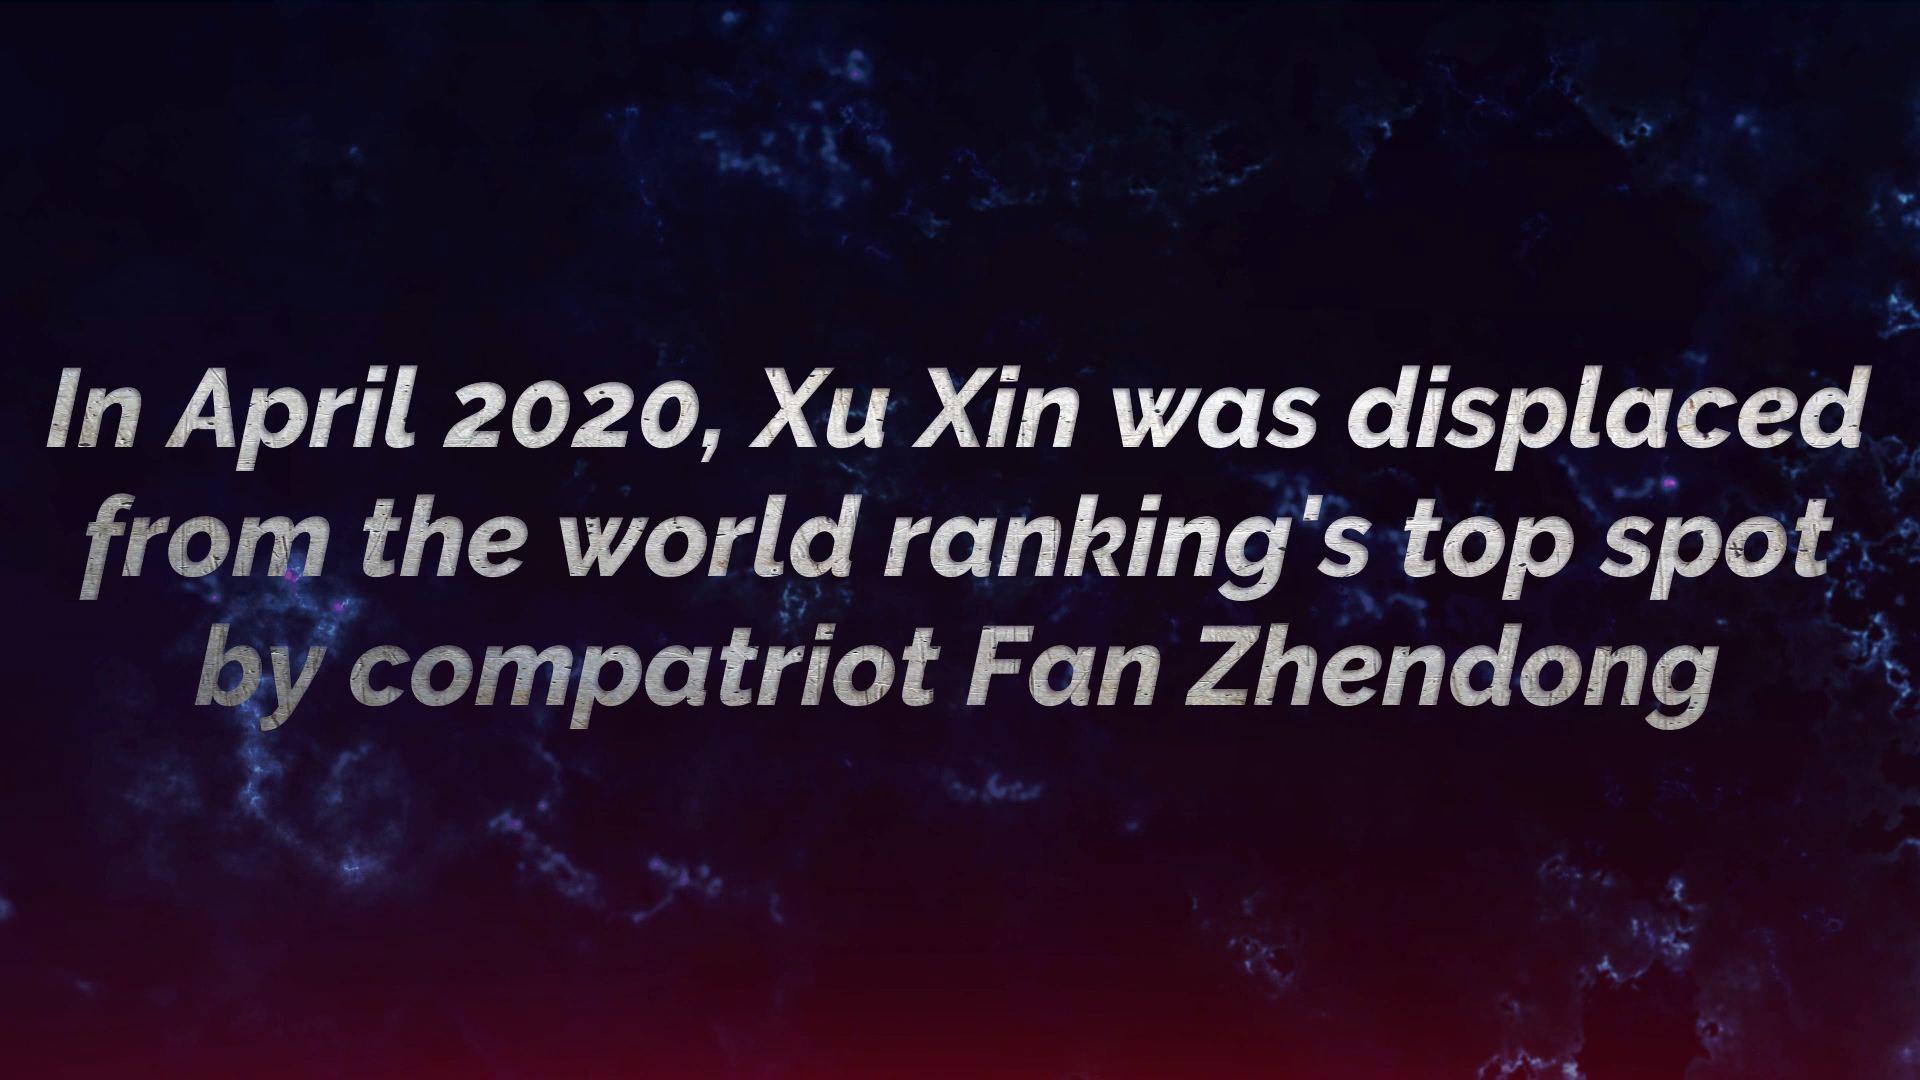 In April 2020, Xu Xin was displaced
from the world ranking's top spot
by compatriot Fan Zhendong